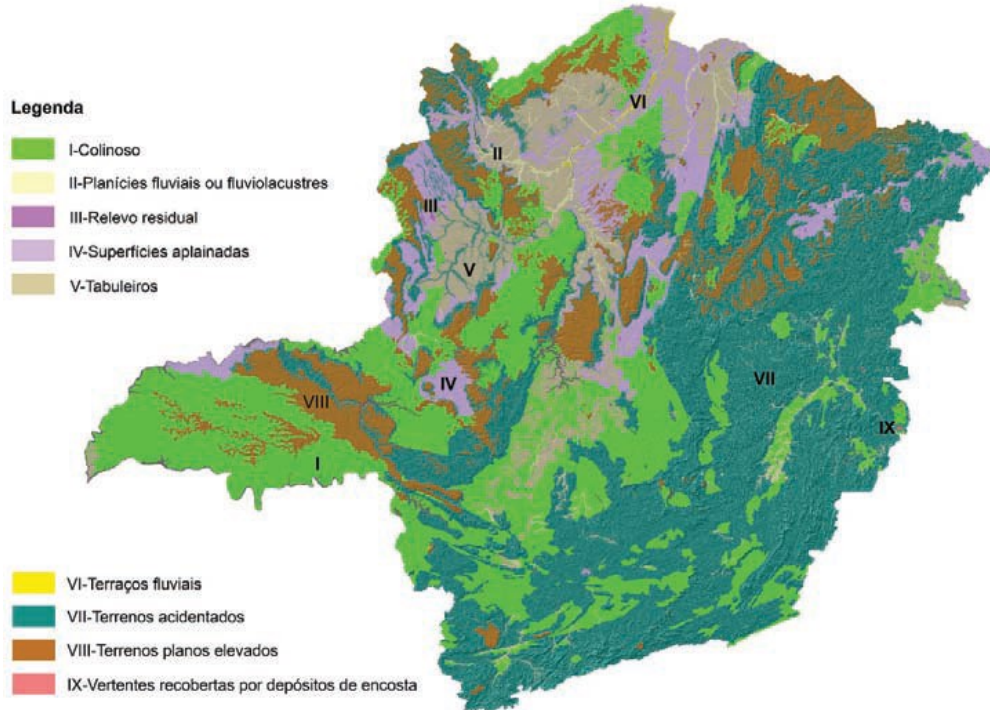 Legenda
I-Colinoso
II-Planícies fluviais ou fluviolacustres
III-Relevo residual
IV-Superfícies aplainadas
V-Tabuleiros
VI
II
III
V
IV
VII
VIII
IX
I
VI-Terraços fluviais
VII-Terrenos acidentados
VIII-Terrenos planos elevados
IX-Vertentes recobertas por depósitos de encosta